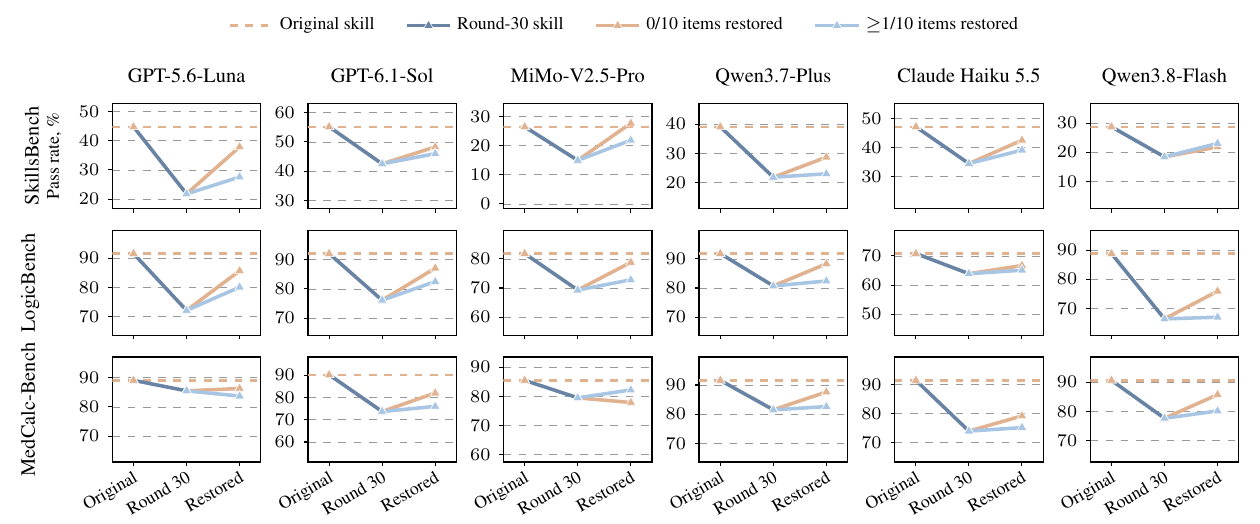 Original skill
Round-30 skill
0/10 items restored
≥1/10 items restored
GPT-5.6-Luna
GPT-6.1-Sol
MiMo-V2.5-Pro
Qwen3.7-Plus
Claude Haiku 5.5
Qwen3.8-Flash
SkillsBench
Pass rate, %
50
40
30
20
60
50
40
30
30
20
10
0
40
30
20
50
40
30
30
20
10
LogicBench
90
80
70
90
80
70
80
70
60
90
80
70
70
60
50
90
80
70
MedCalc-Bench
90
80
70
90
80
70
60
90
80
70
60
90
80
70
90
80
70
90
80
70
Original
Round 30
Restored
Original
Round 30
Restored
Original
Round 30
Restored
Original
Round 30
Restored
Original
Round 30
Restored
Original
Round 30
Restored